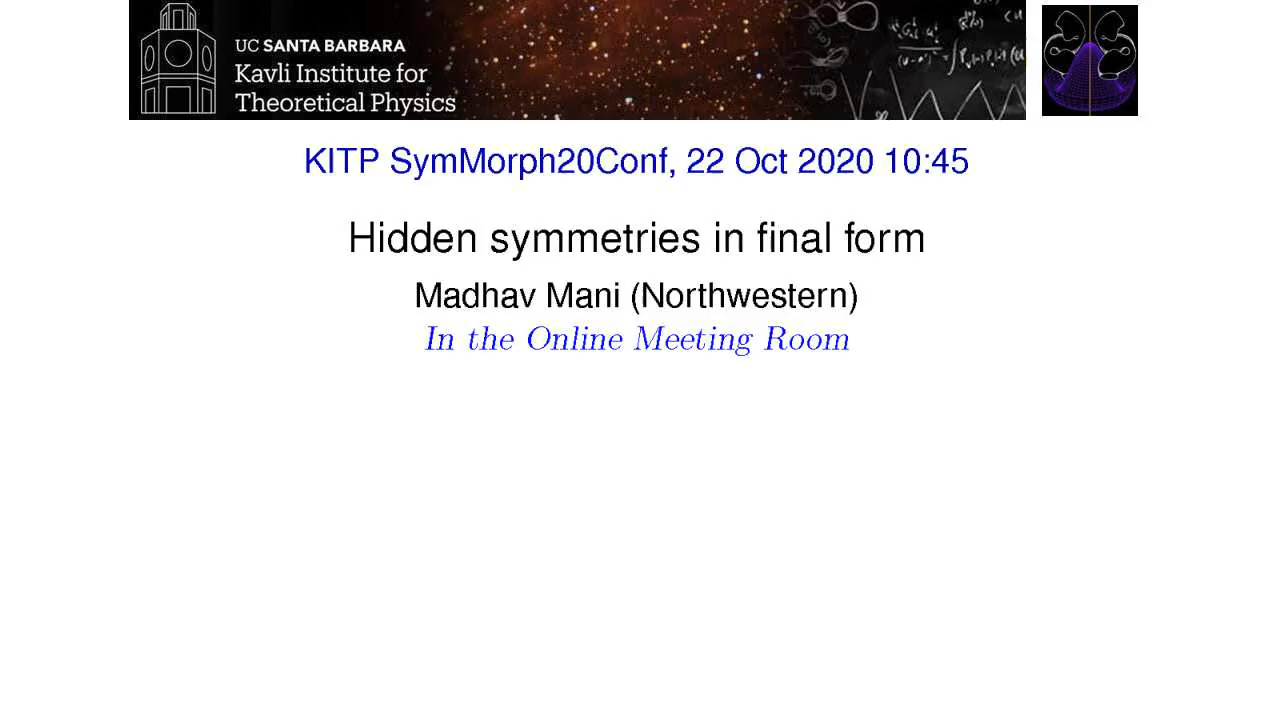 UC SANTA BARBARA
Kavli Institute for
Theoretical Physics
KITP SymMorph20Conf, 22 Oct 2020 10:45
Hidden symmetries in final form
Madhav Mani (Northwestern)
In the Online Meeting Room